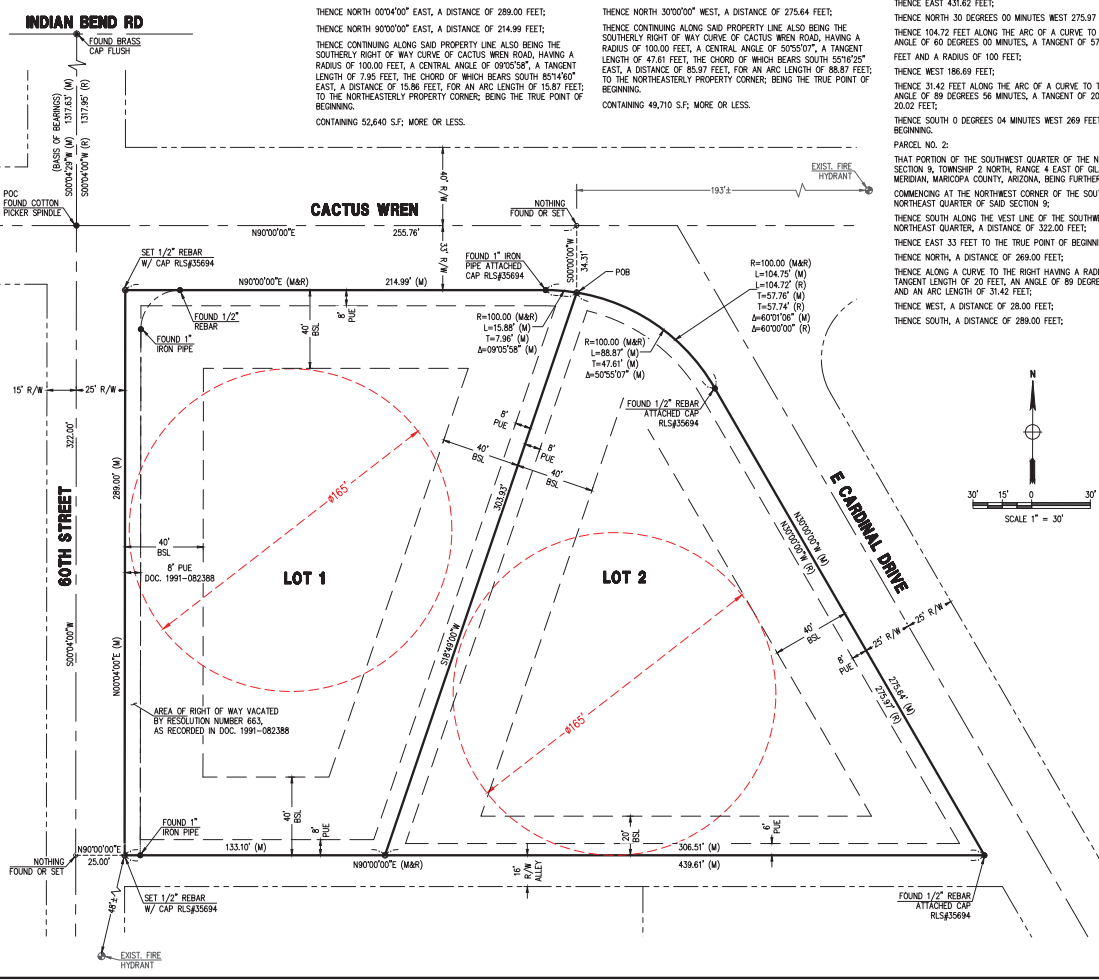 INDIAN BEND RD
FOUND BRASS
CAP FLUSH
(BASIS OF BEARINGS)
S00°04'29"W (M) 1317.63' (M)
S00°04'00"W (R) 1317.95' (R)
POC
FOUND COTTON
PICKER SPINDLE
THENCE NORTH 00°04'00" EAST, A DISTANCE OF 289.00 FEET;
THENCE NORTH 90°00'00" EAST, A DISTANCE OF 214.99 FEET;
THENCE CONTINUING ALONG SAID PROPERTY LINE ALSO BEING THE
SOUTHERLY RIGHT OF WAY CURVE OF CACTUS WREN ROAD, HAVING A
RADIUS OF 100.00 FEET, A CENTRAL ANGLE OF 09°05'58", A TANGENT
LENGTH OF 7.95 FEET, THE CHORD OF WHICH BEARS SOUTH 85°14'60"
EAST, A DISTANCE OF 15.86 FEET, FOR AN ARC LENGTH OF 15.87 FEET;
TO THE NORTHEASTERLY PROPERTY CORNER; BEING THE TRUE POINT OF
BEGINNING.
CONTAINING 52,640 S.F; MORE OR LESS.
THENCE NORTH 30°00'00" WEST, A DISTANCE OF 275.64 FEET;
THENCE CONTINUING ALONG SAID PROPERTY LINE ALSO BEING THE
SOUTHERLY RIGHT OF WAY CURVE OF CACTUS WREN ROAD, HAVING A
RADIUS OF 100.00 FEET, A CENTRAL ANGLE OF 50°55'07", A TANGENT
LENGTH OF 47.61 FEET, THE CHORD OF WHICH BEARS SOUTH 55°16'25"
EAST, A DISTANCE OF 85.97 FEET, FOR AN ARC LENGTH OF 88.87 FEET;
TO THE NORTHEASTERLY PROPERTY CORNER; BEING THE TRUE POINT OF
BEGINNING.
CONTAINING 49,710 S.F; MORE OR LESS.
THENCE EAST 431.62 FEET;
THENCE NORTH 30 DEGREES 00 MINUTES WEST 275.97
THENCE 104.72 FEET ALONG THE ARC OF A CURVE TO
ANGLE OF 60 DEGREES 00 MINUTES, A TANGENT OF 57
FEET AND A RADIUS OF 100 FEET;
THENCE WEST 186.69 FEET;
THENCE 31.42 FEET ALONG THE ARC OF A CURVE TO T
ANGLE OF 89 DEGREES 56 MINUTES, A TANGENT OF 20
20.02 FEET;
THENCE SOUTH 0 DEGREES 04 MINUTES WEST 269 FEET
BEGINNING.
PARCEL NO. 2:
THAT PORTION OF THE SOUTHWEST QUARTER OF THE N
SECTION 9, TOWNSHIP 2 NORTH, RANGE 4 EAST OF GIL
MERIDIAN, MARICOPA COUNTY, ARIZONA, BEING FURTHER
COMMENCING AT THE NORTHWEST CORNER OF THE SOUT
NORTHEAST QUARTER OF SAID SECTION 9;
THENCE SOUTH ALONG THE VEST LINE OF THE SOUTHW
NORTHEAST QUARTER, A DISTANCE OF 322.00 FEET;
THENCE EAST 33 FEET TO THE TRUE POINT OF BEGINNI
THENCE NORTH, A DISTANCE OF 269.00 FEET;
THENCE ALONG A CURVE TO THE RIGHT HAVING A RADI
TANGENT LENGTH OF 20 FEET, AN ANGLE OF 89 DEGRE
AND AN ARC LENGTH OF 31.42 FEET;
THENCE WEST, A DISTANCE OF 28.00 FEET;
THENCE SOUTH, A DISTANCE OF 289.00 FEET;
40' R/W
EXIST. FIRE
HYDRANT
193'±
CACTUS WREN
NOTHING
FOUND OR SET
N90°00'00"E 255.76'
33' R/W
S00°00'00"W
34.31'
SET 1/2" REBAR
W/ CAP RLS#35694
FOUND 1" IRON
PIPE ATTACHED
CAP RLS#35694
POB
N90°00'00"E (M&R) 214.99' (M)
R=100.00 (M&R)
L=104.75' (M)
L=104.72' (R)
T=57.76' (M)
T=57.74' (R)
Δ=60°01'06" (M)
Δ=60°00'00" (R)
FOUND 1/2"
REBAR
FOUND 1"
IRON PIPE
40'
BSL
8'
PUE
R=100.00 (M&R)
L=15.88' (M)
T=7.96' (M)
Δ=09°05'58" (M)
R=100.00 (M&R)
L=88.87' (M)
T=47.61' (M)
Δ=50°55'07" (M)
15' R/W
25' R/W
FOUND 1/2" REBAR
ATTACHED CAP
RLS#35694
N
30' 15' 0 30'
SCALE 1" = 30'
322.00'
289.00' (M)
ø165'
8'
PUE
8'
PUE
40'
BSL
40'
BSL
303.93'
E CARDINAL DRIVE
N30°00'00"W (M)
N30°00'00"W (R)
60TH STREET
40'
BSL
8' PUE
DOC. 1991-082388
LOT 1
LOT 2
S00°04'00"W
N00°04'00"E (M)
S18°49'00"W
40'
BSL
8'
PUE
25' R/W
25' R/W
275.64' (M)
275.97' (R)
AREA OF RIGHT OF WAY VACATED
BY RESOLUTION NUMBER 663,
AS RECORDED IN DOC. 1991-082388
ø165'
FOUND 1"
IRON PIPE
40'
BSL
8'
PUE
20'
BSL
6'
PUE
N90°00'00"E
25.00'
133.10' (M)
306.51' (M)
NOTHING
FOUND OR SET
N90°00'00"E (M&R)
439.61' (M)
16'
R/W
ALLEY
SET 1/2" REBAR
W/ CAP RLS#35694
FOUND 1/2" REBAR
ATTACHED CAP
RLS#35694
48'±
EXIST. FIRE
HYDRANT